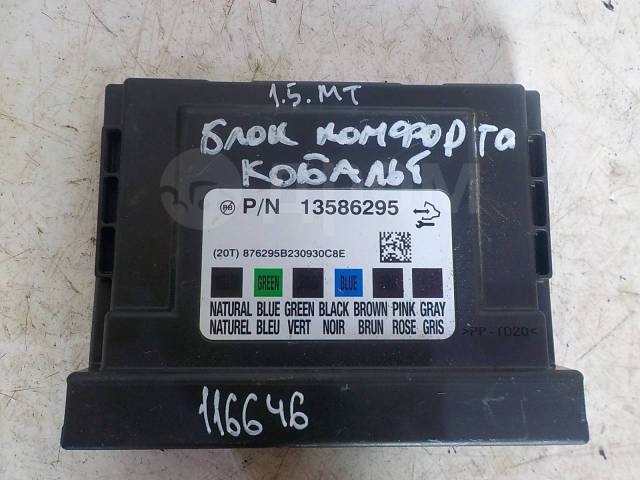 1.5. МТ
БЛОК КОМФОРТА
КОБАЛЬТ
P/N 13586295
(20T) 876295B230930C8E
GREEN BLUE
NATURAL BLUE GREEN BLACK BROWN PINK GRAY
NATUREL BLEU VERT NOIR BRUN ROSE GRIS
>PP-TD20<
116646